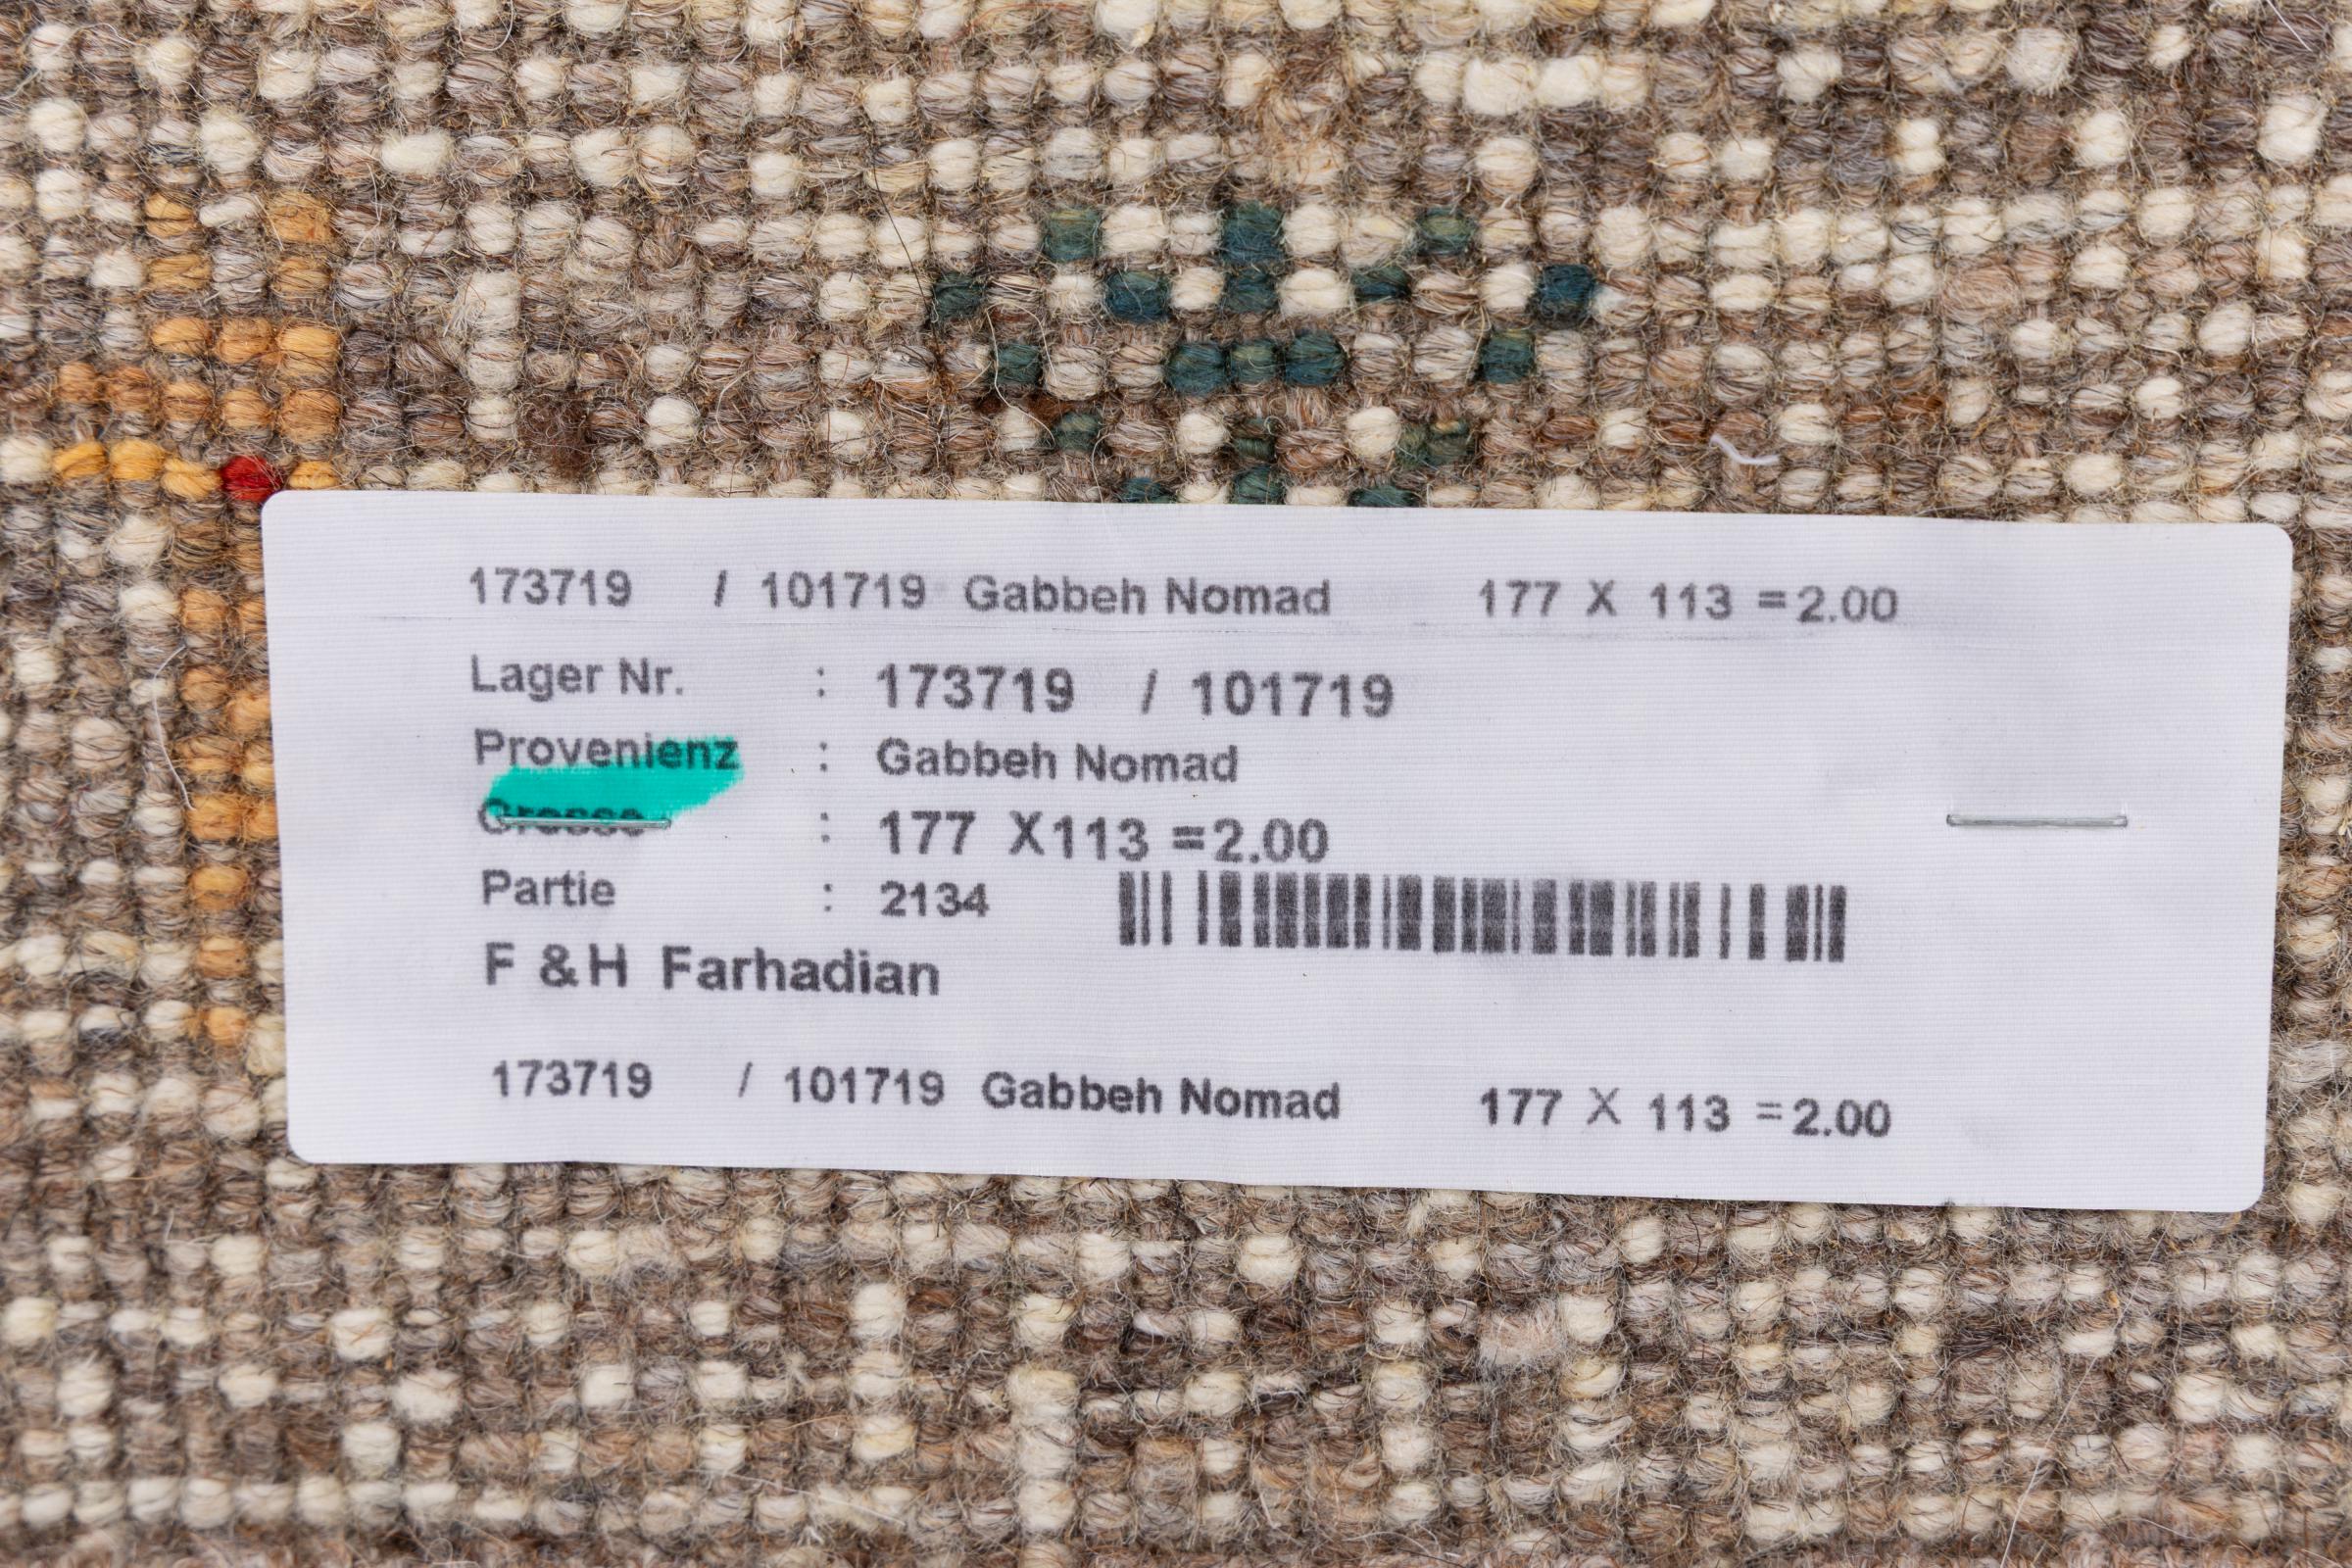 173719 / 101719 Gabbeh Nomad 177 X 113 =2.00
Lager Nr. : 173719 / 101719
Provenienz : Gabbeh Nomad
Grosse : 177 X113 =2.00
Partie : 2134
F &H Farhadian
173719 / 101719 Gabbeh Nomad 177 X 113 =2.00